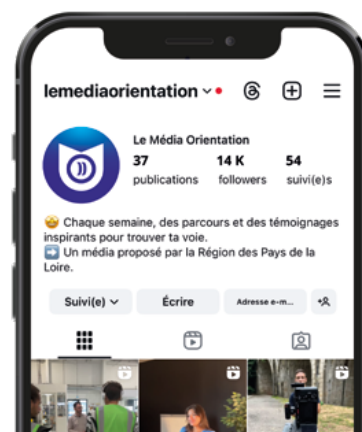 lemediaorientation
Le Média Orientation
37 14 K 54
publications followers suivi(e)s
🤩 Chaque semaine, des parcours et des témoignages
inspirants pour trouver ta voie.
➡️ Un média proposé par la Région des Pays de la
Loire.
Suivi(e) Écrire Adresse e-m...